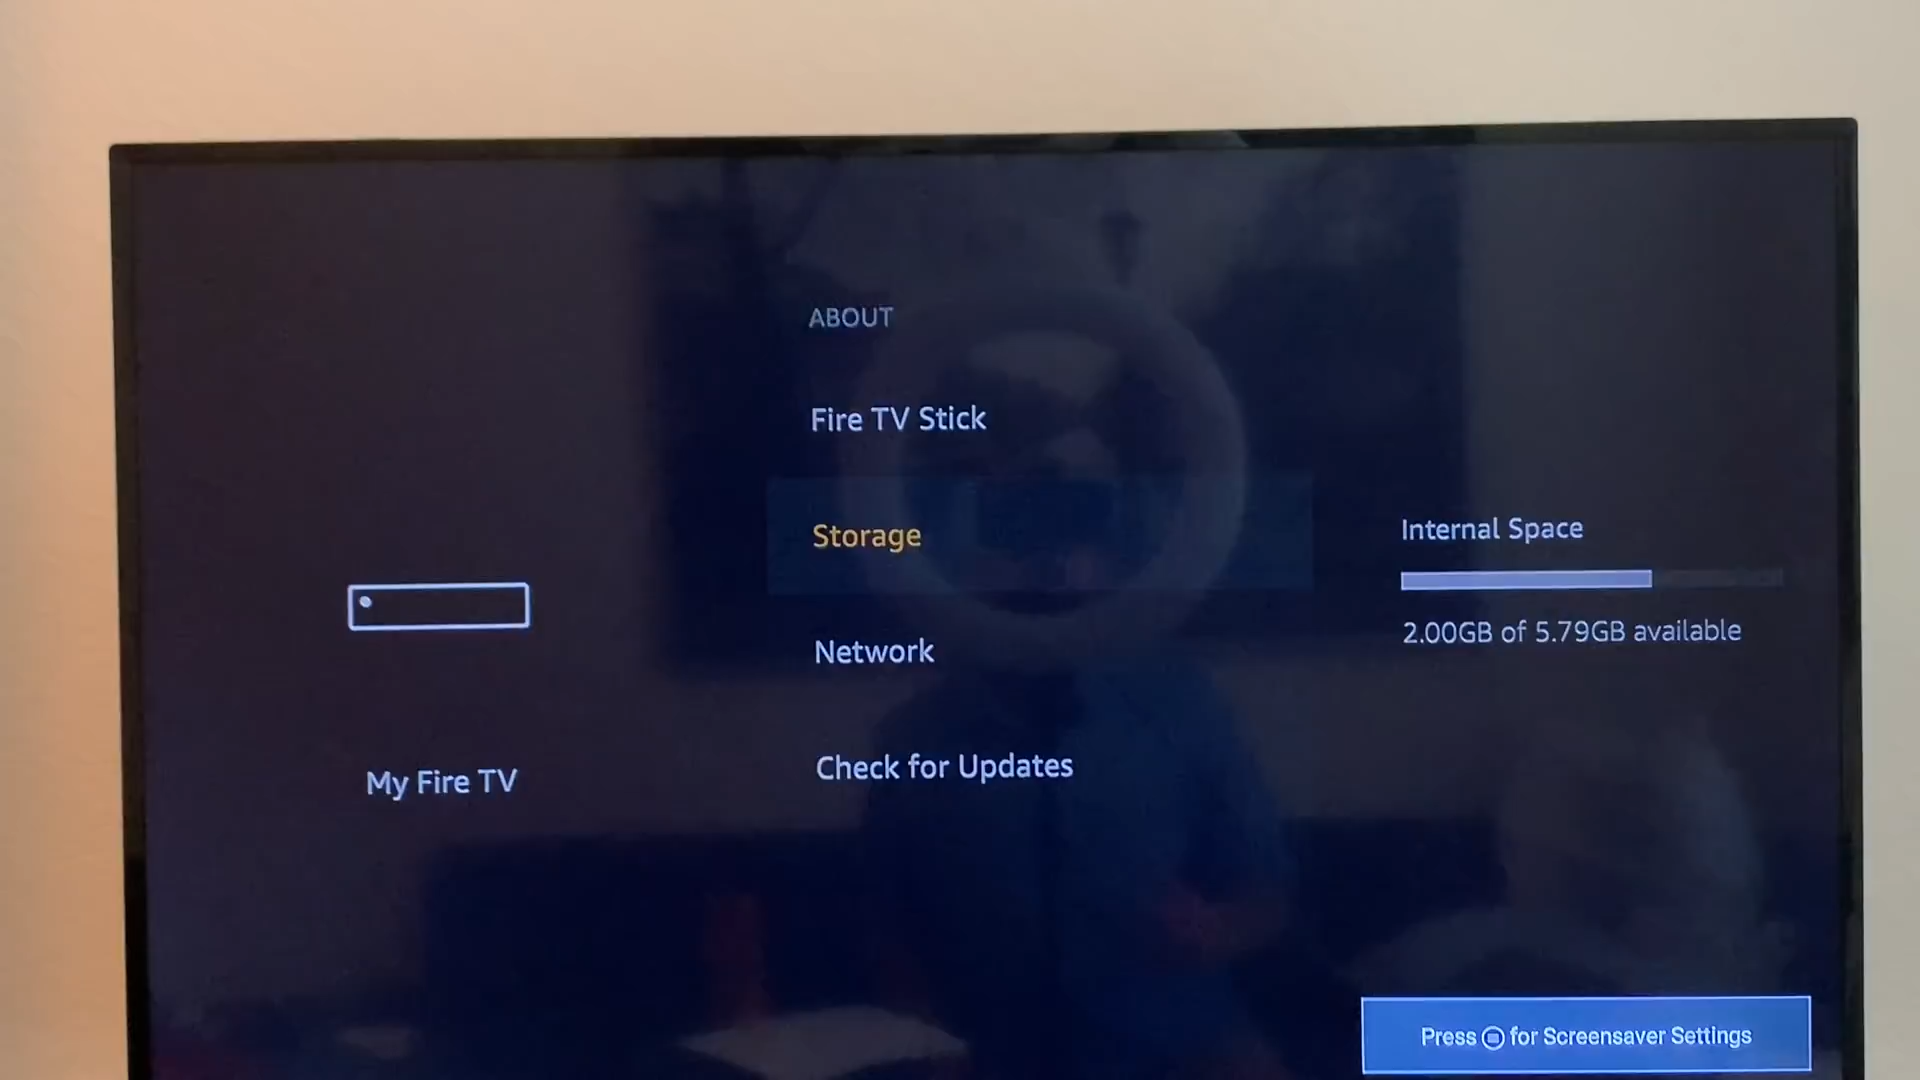 ABOUT
Fire TV Stick
Storage
Network
Check for Updates
My Fire TV
Internal Space
2.00GB of 5.79GB available
Press for Screensaver Settings